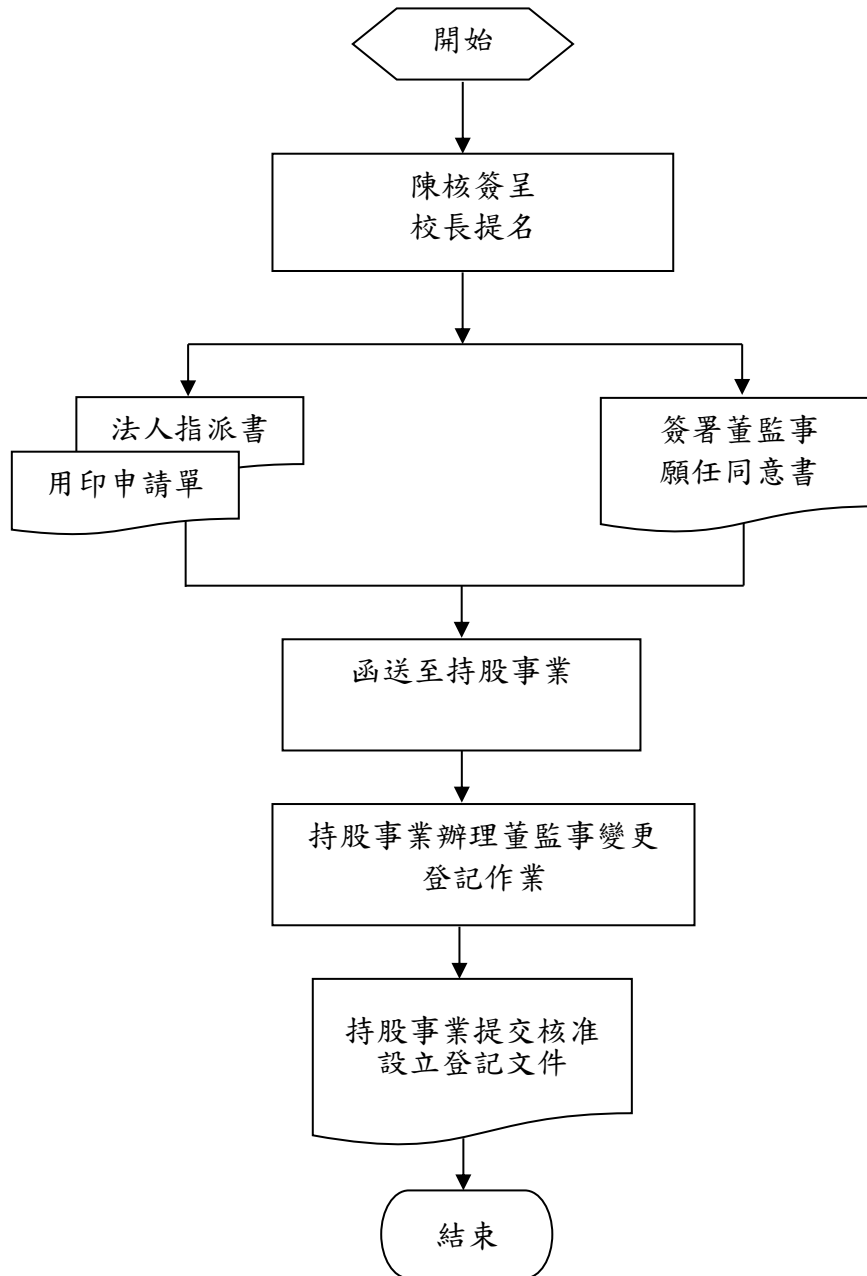 開始
陳核簽呈
校長提名
法人指派書
用印申請單
簽署董監事
願任同意書
函送至持股事業
持股事業辦理董監事變更
登記作業
持股事業提交核准
設立登記文件
結束